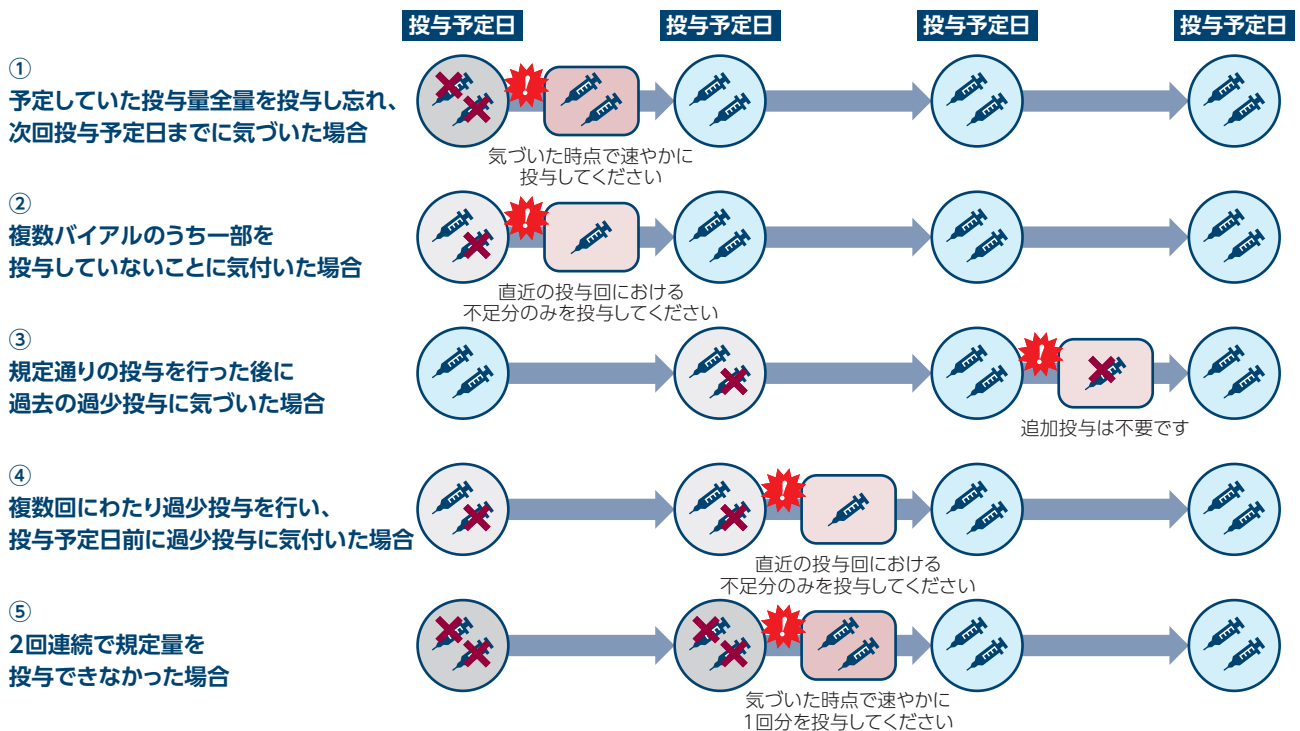 投与予定日
投与予定日
投与予定日
投与予定日
①
予定していた投与量全量を投与し忘れ、
次回投与予定日までに気づいた場合
気づいた時点で速やかに
投与してください
②
複数バイアルのうち一部を
投与していないことに気付いた場合
直近の投与回における
不足分のみを投与してください
③
規定通りの投与を行った後に
過去の過少投与に気づいた場合
追加投与は不要です
④
複数回にわたり過少投与を行い、
投与予定日前に過少投与に気付いた場合
直近の投与回における
不足分のみを投与してください
⑤
2回連続で規定量を
投与できなかった場合
気づいた時点で速やかに
1回分を投与してください